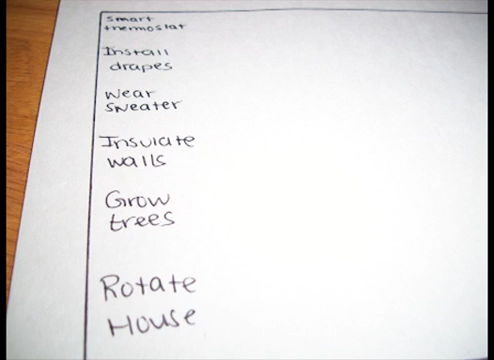 smart
thermostat
Install
drapes
Wear
sweater
Insulate
walls
Grow
trees
Rotate
House